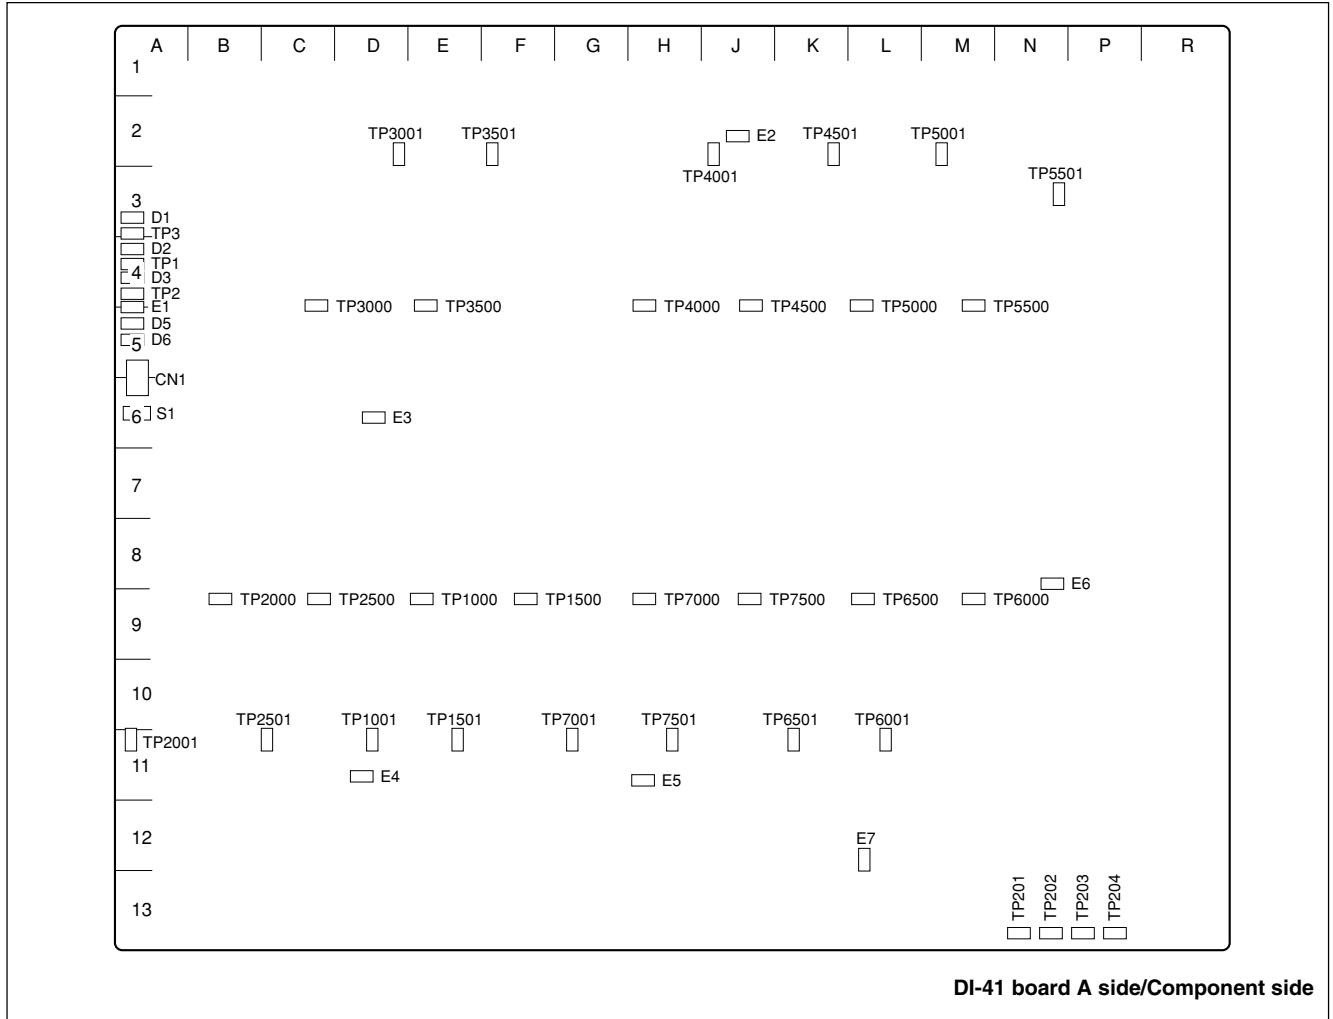 A B C D E F G H J K L M N P R
1
2
TP3001 TP3501 E2 TP4501 TP5001
TP4001 TP5501
3
D1
TP3
D2
TP1
4
D3
TP2
E1 TP3000 TP3500 TP4000 TP4500 TP5000 TP5500
D5
D6
5
CN1
6 S1 E3
7
8
E6
TP2000 TP2500 TP1000 TP1500 TP7000 TP7500 TP6500 TP6000
9
10
TP2501 TP1001 TP1501 TP7001 TP7501 TP6501 TP6001
TP2001
11
E4 E5
12 E7
13 TP201 TP202 TP203 TP204
DI-41 board A side/Component side